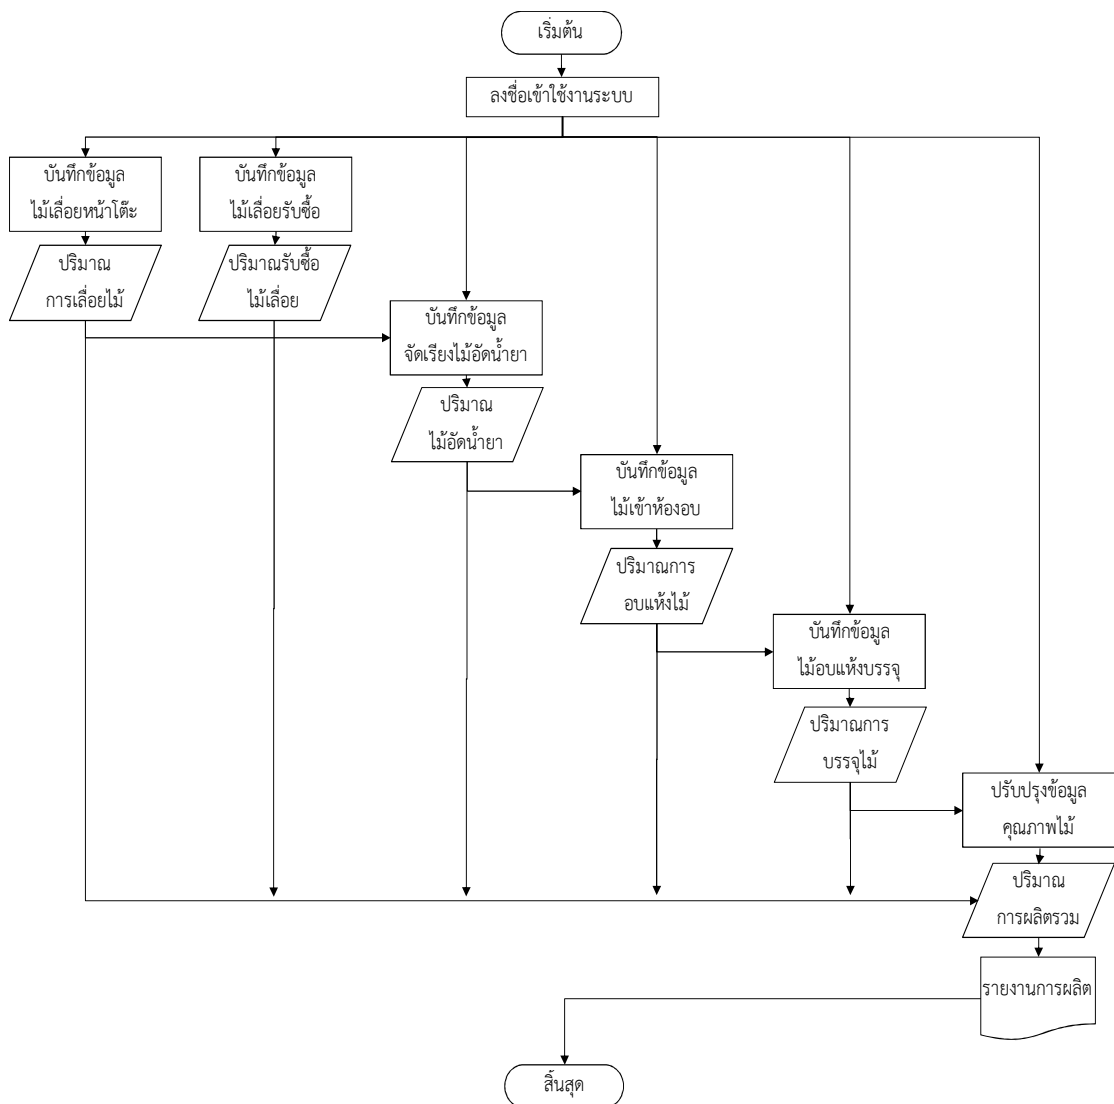 เริ่มต้น
ลงชื่อเข้าใช้งานระบบ
บันทึกข้อมูล
ไม้เลื่อยหน้าโต๊ะ
บันทึกข้อมูล
ไม้เลื่อยรับซื้อ
ปริมาณ
การเลื่อยไม้
ปริมาณรับซื้อ
ไม้เลื่อย
บันทึกข้อมูล
จัดเรียงไม้อัดน้ำยา
ปริมาณ
ไม้อัดน้ำยา
บันทึกข้อมูล
ไม้เข้าห้องอบ
ปริมาณการ
อบแห้งไม้
บันทึกข้อมูล
ไม้อบแห้งบรรจุ
ปริมาณการ
บรรจุไม้
ปรับปรุงข้อมูล
คุณภาพไม้
ปริมาณ
การผลิตรวม
รายงานการผลิต
สิ้นสุด